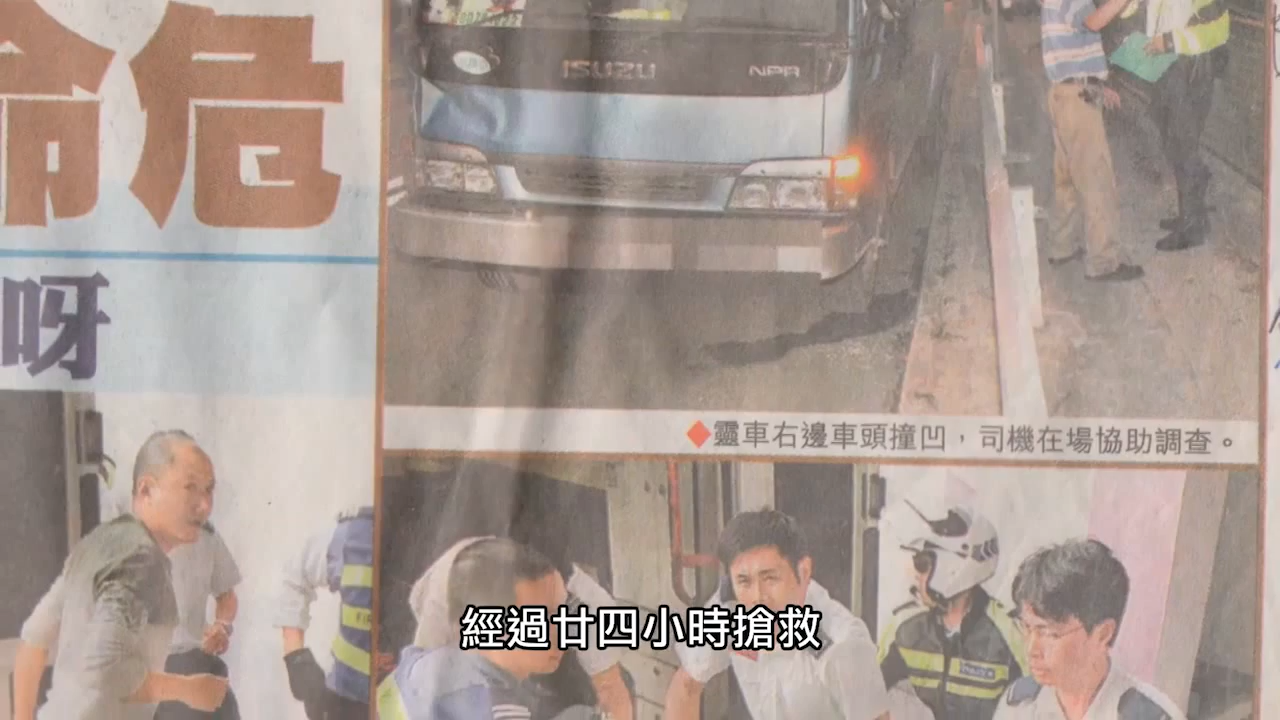 命危
呀
ISUZU NPR
◆靈車右邊車頭撞凹，司機在場協助調查。
POLICE
經過廿四小時搶救